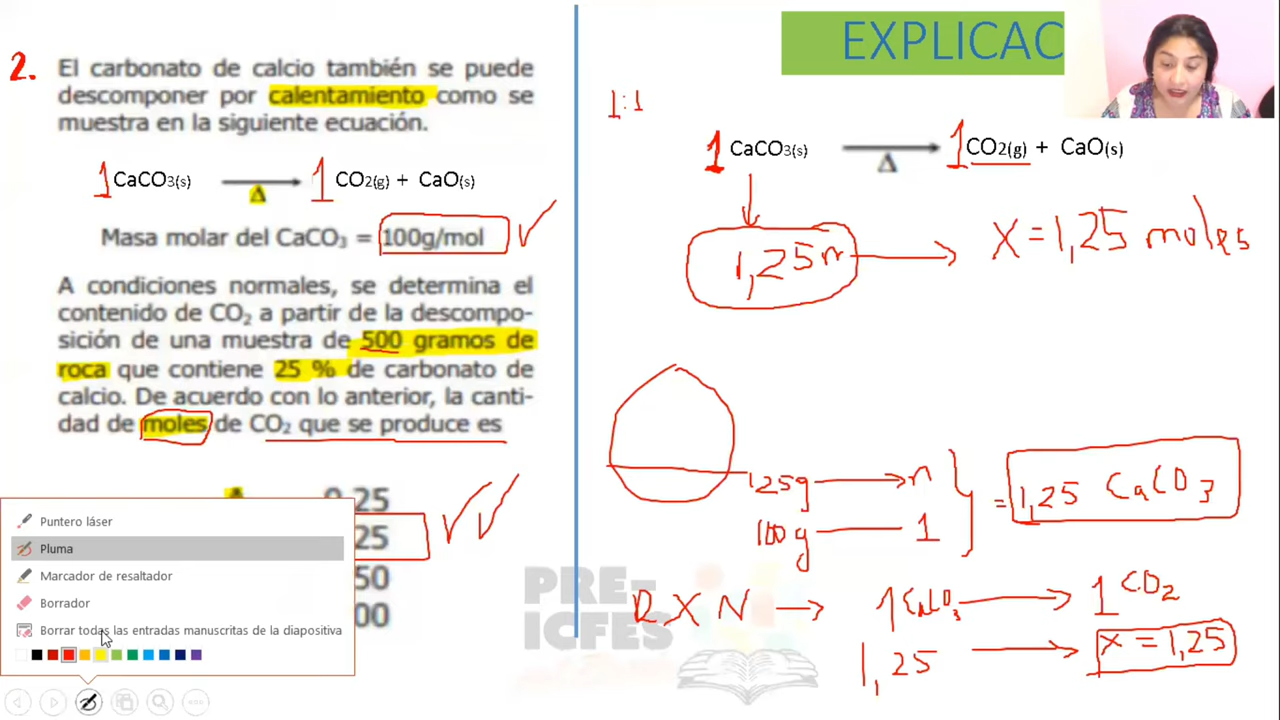 EXPLICAC
2.
El carbonato de calcio también se puede
descomponer por calentamiento como se
muestra en la siguiente ecuación.
1 CaCO3(s) Δ 1 CO2(g) + CaO(s)
Masa molar del CaCO₃ = 100g/mol
A condiciones normales, se determina el
contenido de CO₂ a partir de la descompo-
sición de una muestra de 500 gramos de
roca que contiene 25 % de carbonato de
calcio. De acuerdo con lo anterior, la canti-
dad de moles de CO₂ que se produce es
0,25
25
50
00
Puntero láser
Pluma
Marcador de resaltador
Borrador
Borrar todas las entradas manuscritas de la diapositiva
1:1
1 CaCO3(s) Δ 1 CO2(g) + CaO(s)
1,25 n
X = 1,25 moles
125g n
100g 1
= 1,25 CaCO3
RXN 1 CaCO3 1 CO2
1,25 x = 1,25
PRE-
ICFES